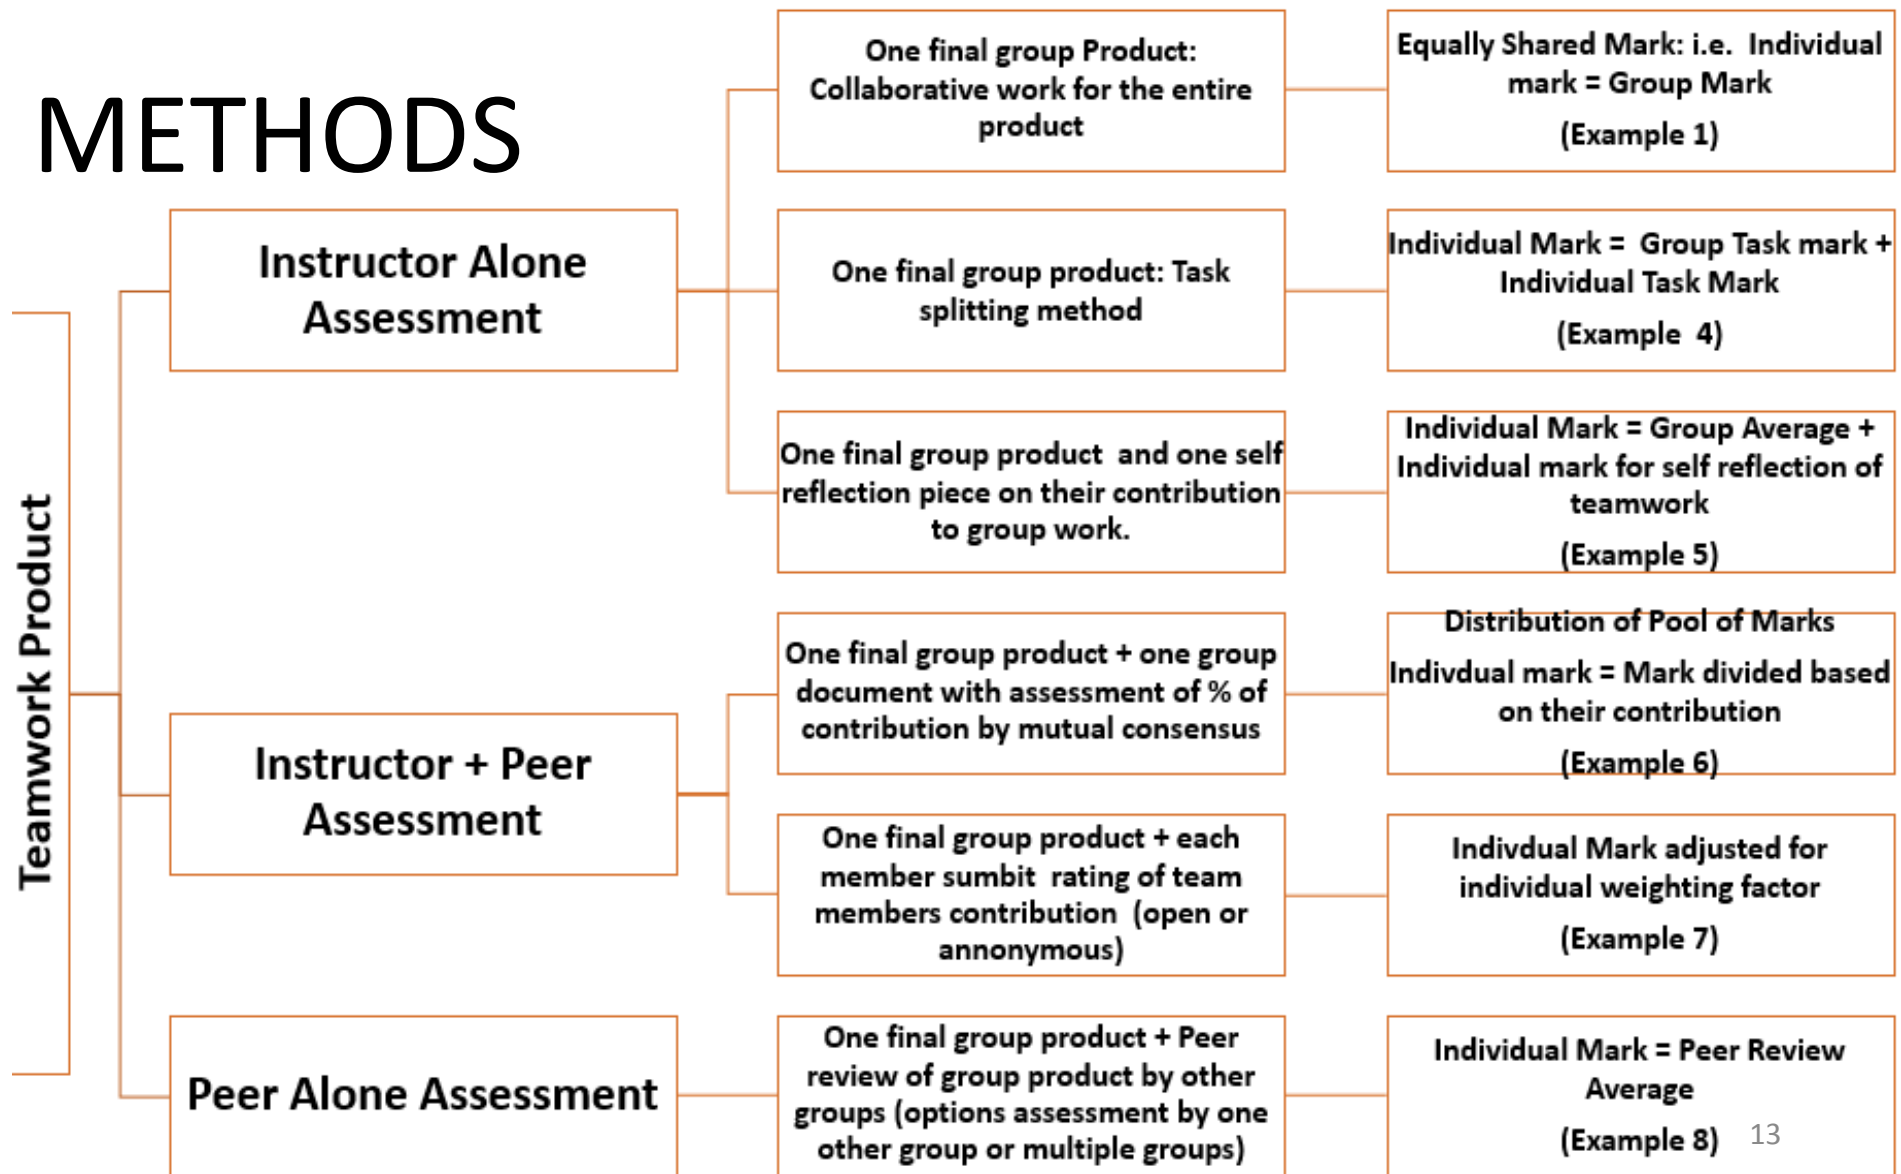 METHODS
Teamwork Product
Instructor Alone
Assessment
One final group Product:
Collaborative work for the entire
product
Equally Shared Mark: i.e. Individual
mark = Group Mark
(Example 1)
One final group product: Task
splitting method
Individual Mark = Group Task mark +
Individual Task Mark
(Example 4)
One final group product and one self
reflection piece on their contribution
to group work.
Individual Mark = Group Average +
Individual mark for self reflection of
teamwork
(Example 5)
Instructor + Peer
Assessment
One final group product + one group
document with assessment of % of
contribution by mutual consensus
Distribution of Pool of Marks
Indivdual mark = Mark divided based
on their contribution
(Example 6)
One final group product + each
member sumbit rating of team
members contribution (open or
annonymous)
Indivdual Mark adjusted for
individual weighting factor
(Example 7)
Peer Alone Assessment
One final group product + Peer
review of group product by other
groups (options assessment by one
other group or multiple groups)
Individual Mark = Peer Review
Average
(Example 8)
13